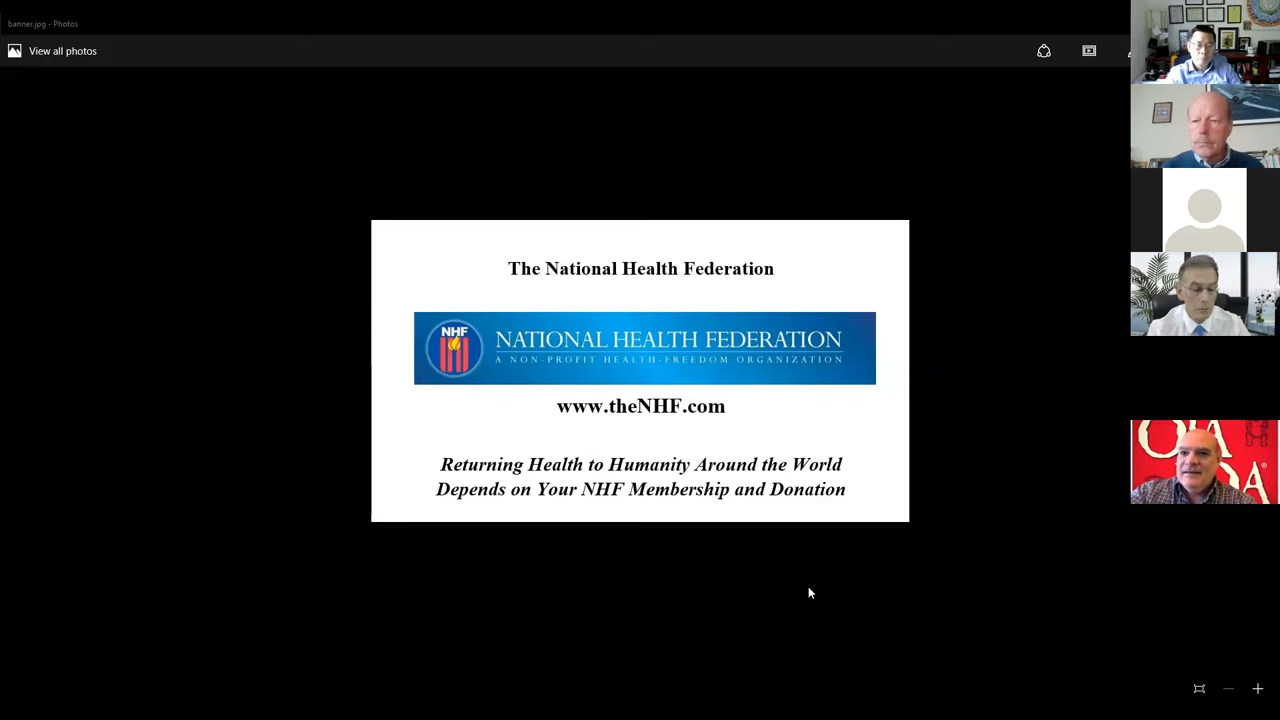 banner.jpg - Photos
View all photos
The National Health Federation
NHF
NATIONAL HEALTH FEDERATION
A NON-PROFIT HEALTH-FREEDOM ORGANIZATION
www.theNHF.com
Returning Health to Humanity Around the World
Depends on Your NHF Membership and Donation